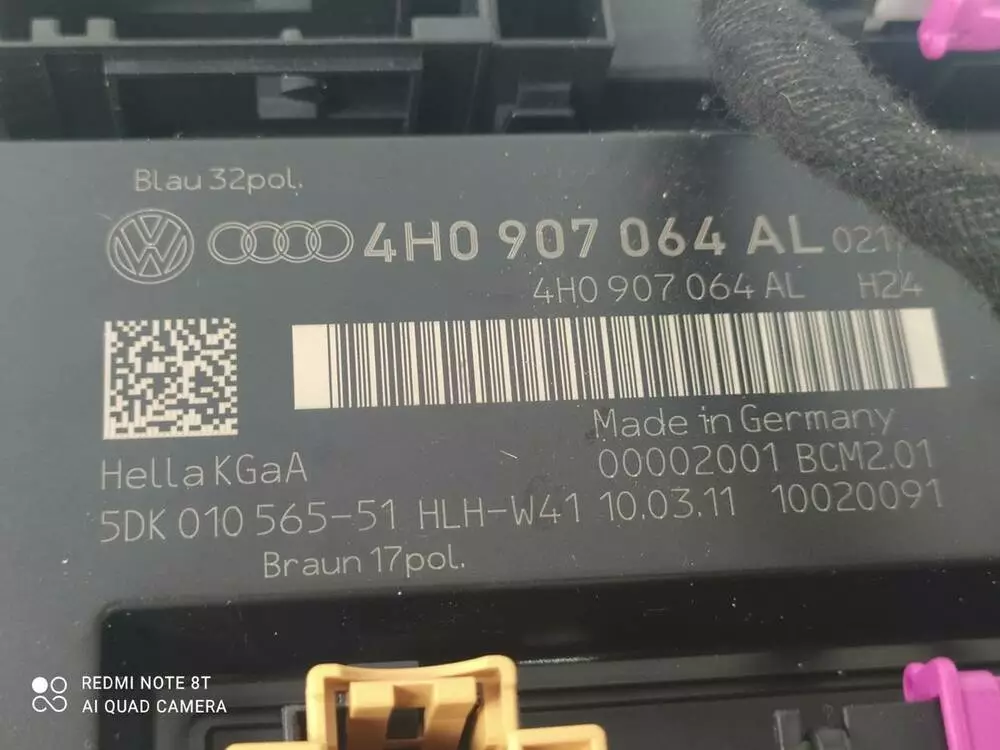 Blau 32pol.
4H0 907 064 AL 021
4H0 907 064 AL H24
Made in Germany
Hella KGaA
00002001 BCM2.01
5DK 010 565-51 HLH-W41 10.03.11 10020091
Braun 17pol.
REDMI NOTE 8T
AI QUAD CAMERA